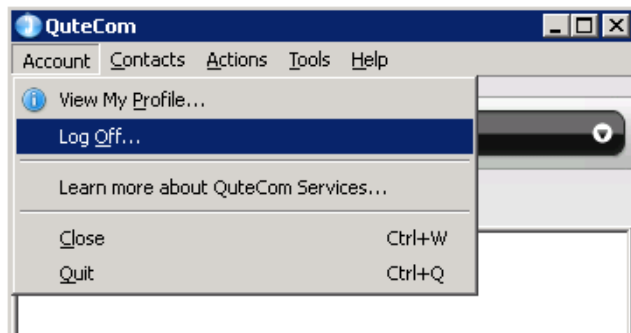 QuteCom
Account Contacts Actions Tools Help
View My Profile...
Log Off...
Learn more about QuteCom Services...
Close Ctrl+W
Quit Ctrl+Q